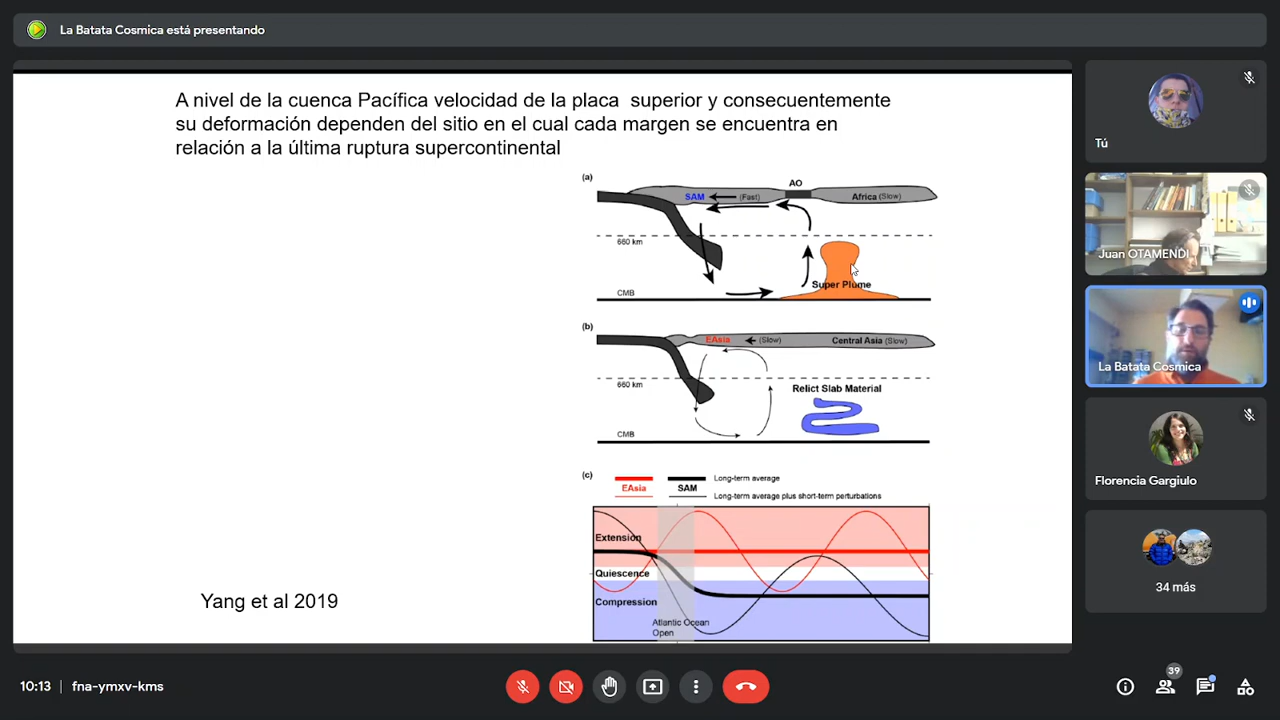 La Batata Cosmica está presentando
A nivel de la cuenca Pacífica velocidad de la placa superior y consecuentemente
su deformación dependen del sitio en el cual cada margen se encuentra en
relación a la última ruptura supercontinental
(a)
AO
SAM
(Fast)
Africa (Slow)
660 km
Super Plume
CMB
(b)
EAsia
(Slow)
Central Asia (Slow)
660 km
Relict Slab Material
CMB
(c)
EAsia
SAM
Long-term average
Long-term average plus short-term perturbations
Extension
Quiescence
Compression
Atlantic Ocean
Open
Yang et al 2019
Tú
Juan OTAMENDI
La Batata Cosmica
Florencia Gargiulo
34 más
10:13 | fna-ymxv-kms
39